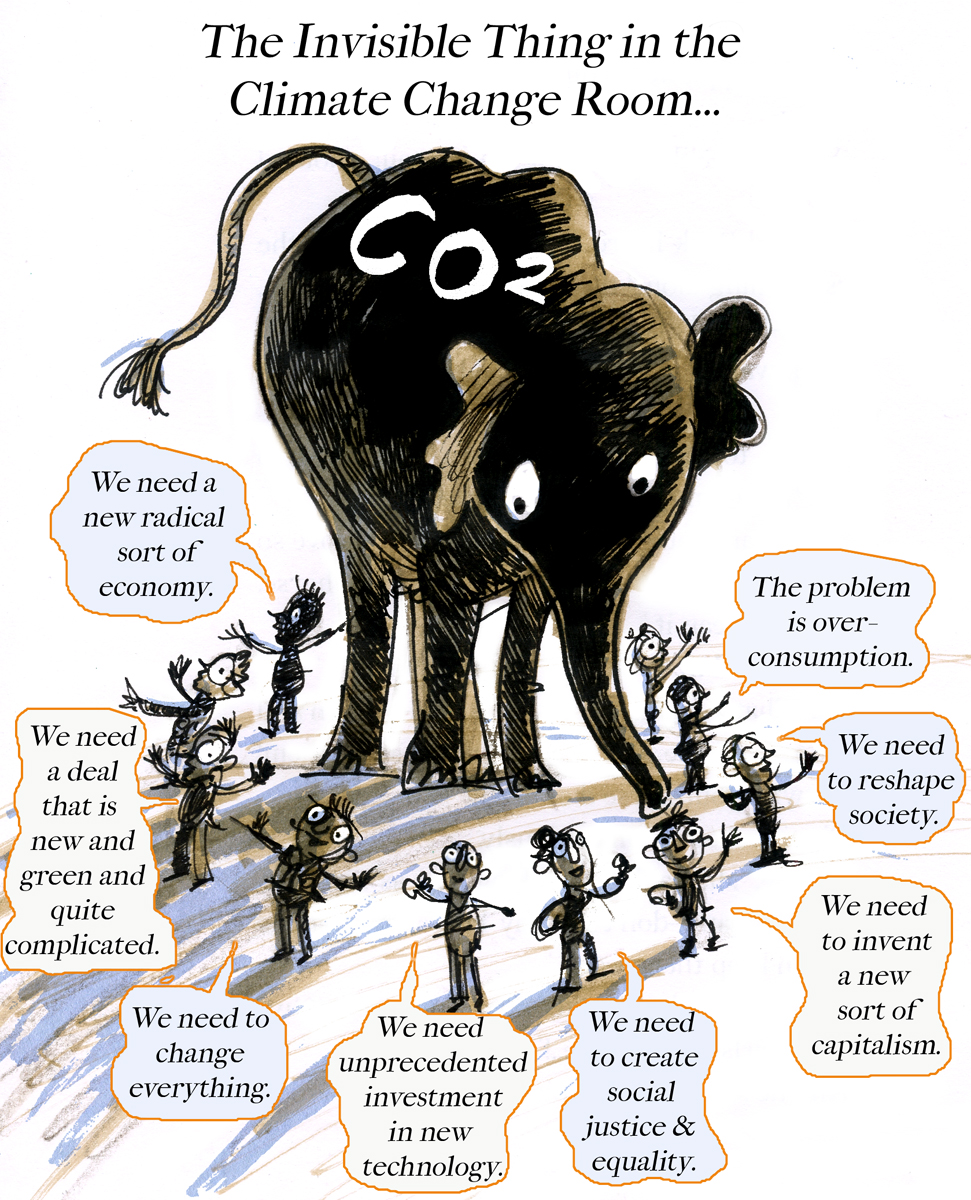 The Invisible Thing in the
Climate Change Room...
CO2
We need a
new radical
sort of
economy.
The problem
is over-
consumption.
We need
a deal
that is
new and
green and
quite
complicated.
We need
to reshape
society.
We need
to invent
a new
sort of
capitalism.
We need to
change
everything.
We need
unprecedented
investment
in new
technology.
We need
to create
social
justice &
equality.